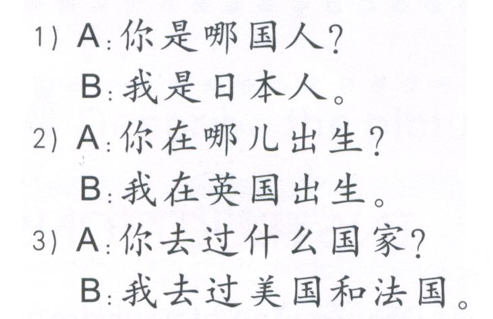 1) A:你是哪国人?
B:我是日本人。
2) A:你在哪儿出生?
B:我在英国出生。
3) A:你去过什么国家?
B:我去过美国和法国。